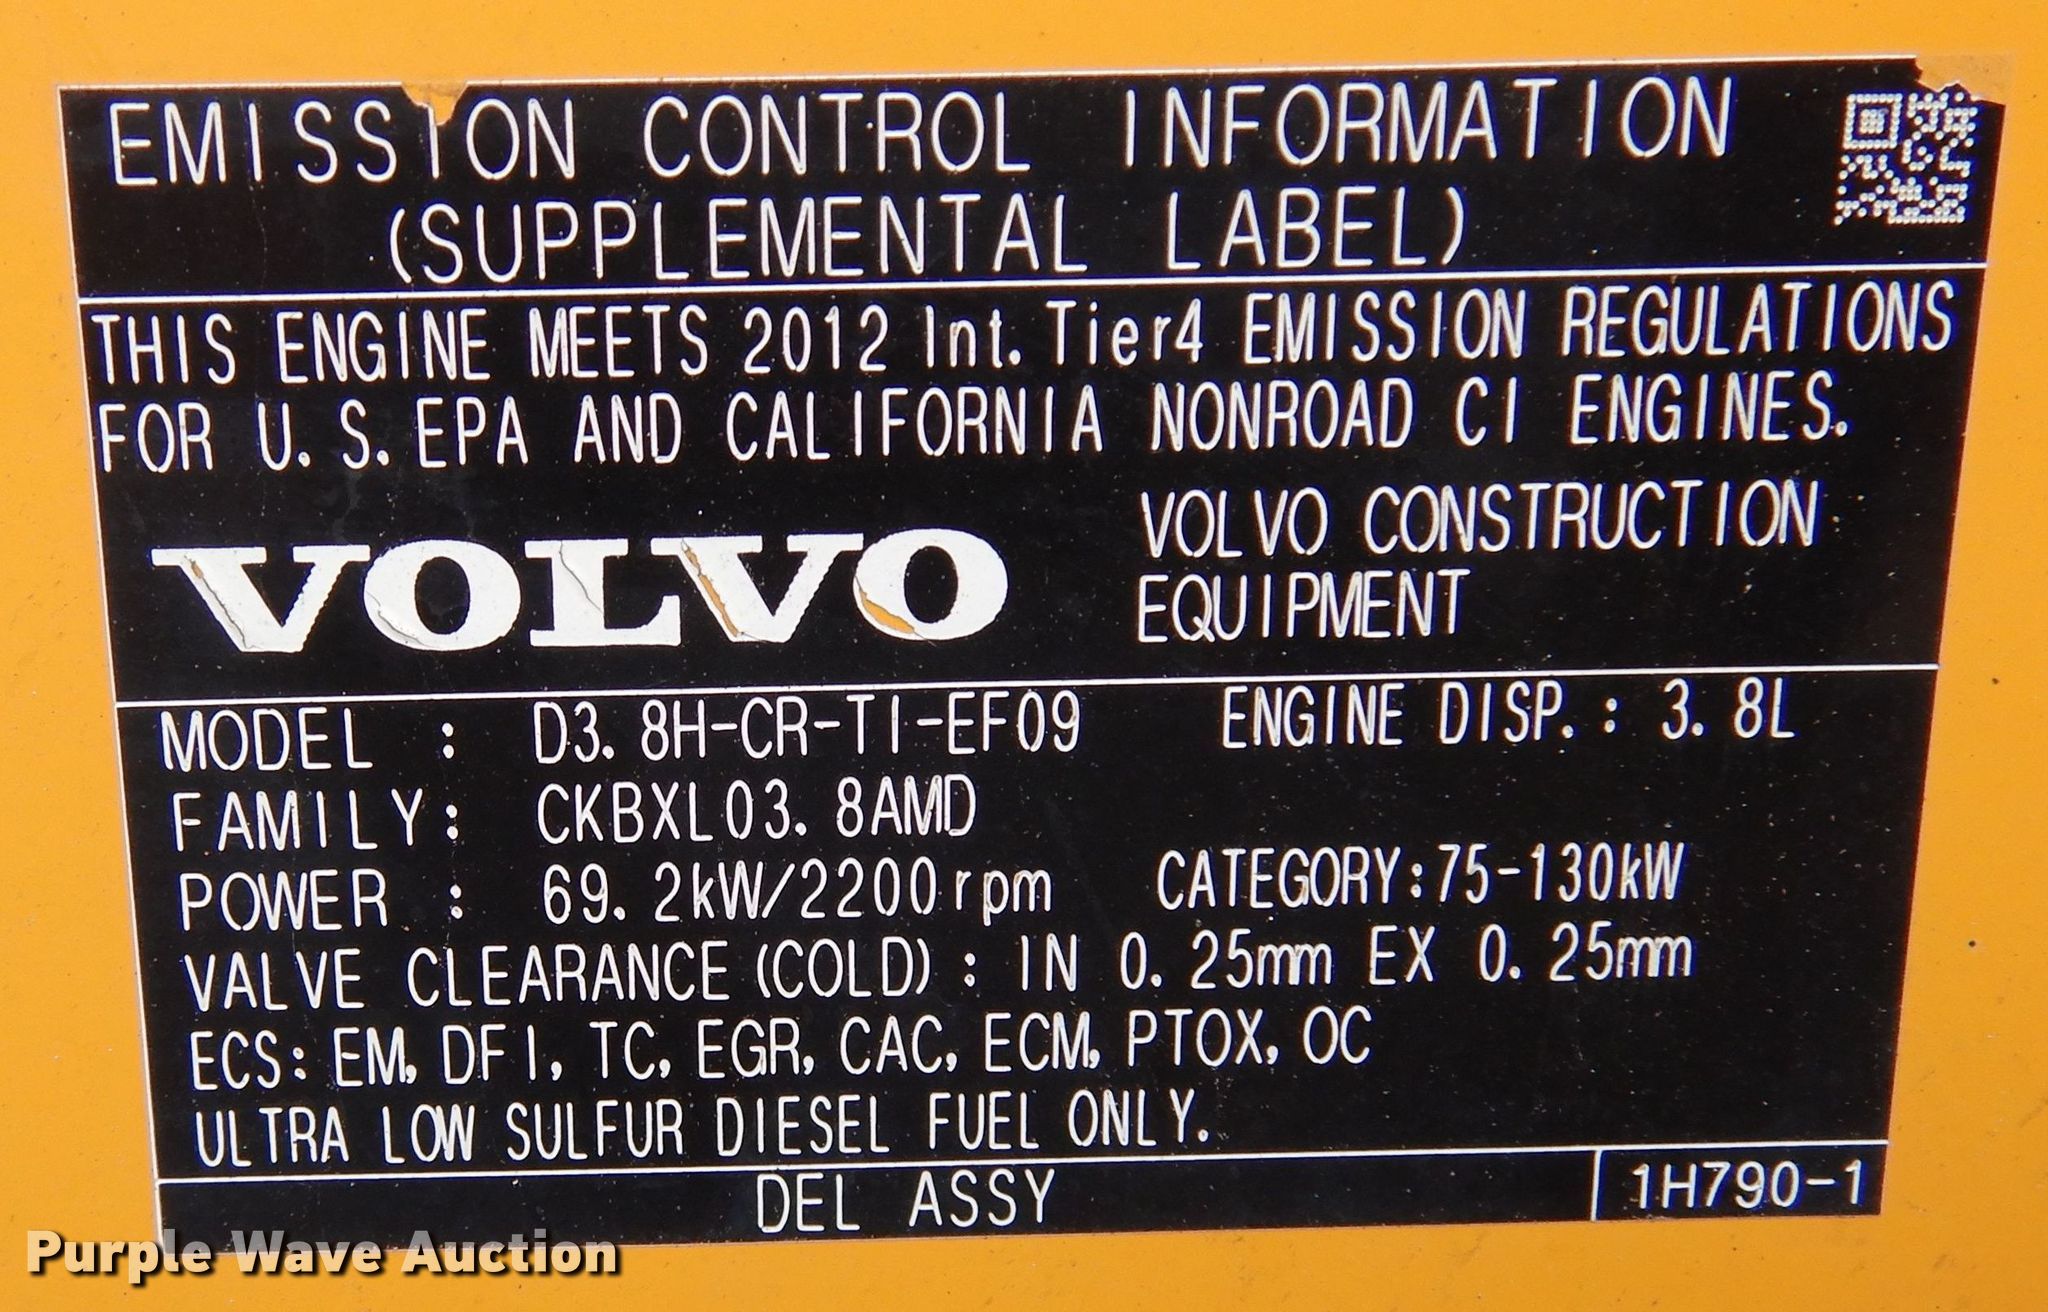 EMISSION CONTROL INFORMATION
(SUPPLEMENTAL LABEL)
THIS ENGINE MEETS 2012 Int. Tier4 EMISSION REGULATIONS
FOR U.S. EPA AND CALIFORNIA NONROAD CI ENGINES.
VOLVO
VOLVO CONSTRUCTION
EQUIPMENT
MODEL : D3.8H-CR-TI-EF09 ENGINE DISP.: 3.8L
FAMILY: CKBXL03.8AMD
POWER : 69.2kW/2200rpm CATEGORY:75-130kW
VALVE CLEARANCE(COLD): IN 0.25mm EX 0.25mm
ECS: EM, DFI, TC, EGR, CAC, ECM, PTOX, OC
ULTRA LOW SULFUR DIESEL FUEL ONLY.
DEL ASSY 1H790-1
Purple Wave Auction